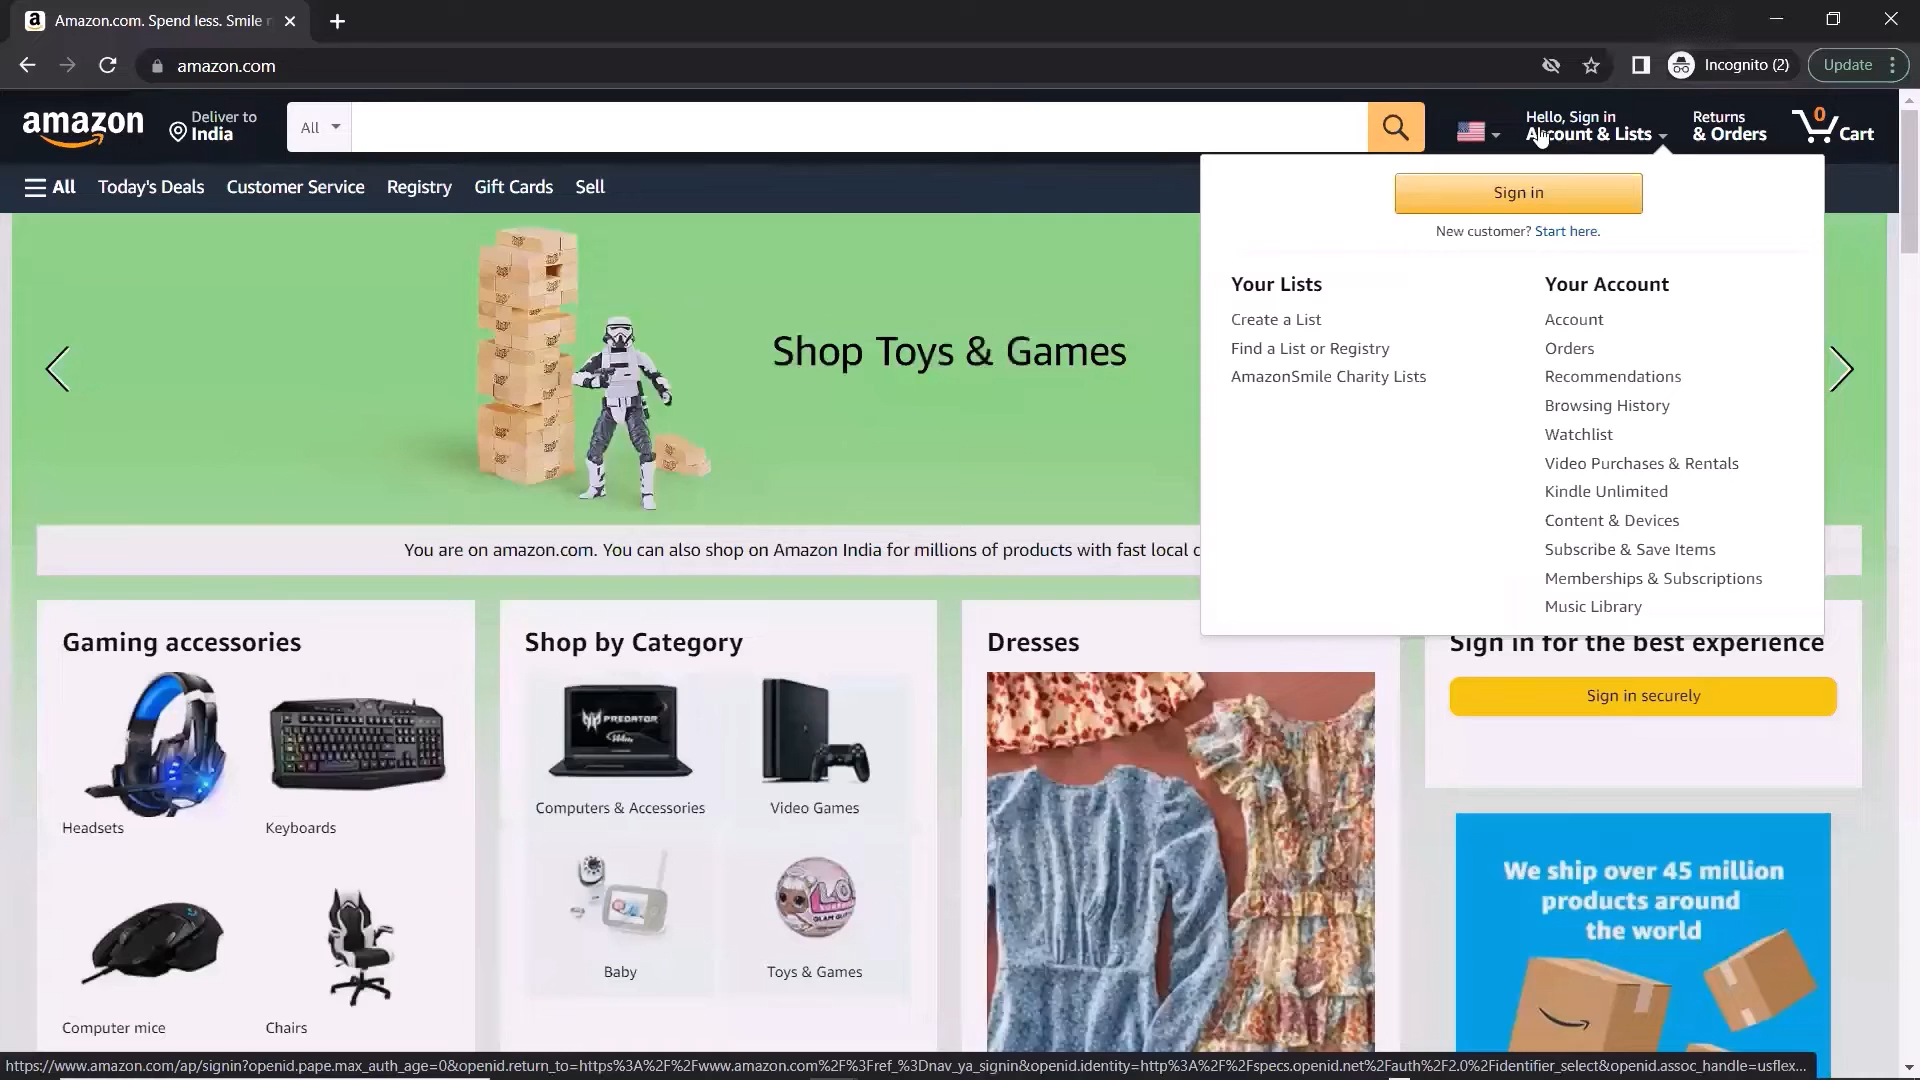 Amazon.com. Spend less. Smile
amazon.com
Incognito (2)
Update
amazon
Deliver to
India
All
Hello, Sign in
Account & Lists
Returns
& Orders
0
Cart
All
Today's Deals
Customer Service
Registry
Gift Cards
Sell
Sign in
New customer? Start here.
Your Lists
Create a List
Find a List or Registry
AmazonSmile Charity Lists
Your Account
Account
Orders
Recommendations
Browsing History
Watchlist
Video Purchases & Rentals
Kindle Unlimited
Content & Devices
Subscribe & Save Items
Memberships & Subscriptions
Music Library
Shop Toys & Games
You are on amazon.com. You can also shop on Amazon India for millions of products with fast local
Gaming accessories
Headsets
Keyboards
Computer mice
Chairs
Shop by Category
PREDATOR
Computers & Accessories
Video Games
Baby
Toys & Games
Dresses
Sign in for the best experience
Sign in securely
We ship over 45 million
products around
the world
https://www.amazon.com/ap/signin?openid.pape.max_auth_age=0&openid.return_to=https%3A%2F%2Fwww.amazon.com%2F%3Fref_%3Dnav_ya_signin&openid.identity=http%3A%2F%2Fspecs.openid.net%2Fauth%2F2.0%2Fidentifier_select&openid.assoc_handle=usflex...